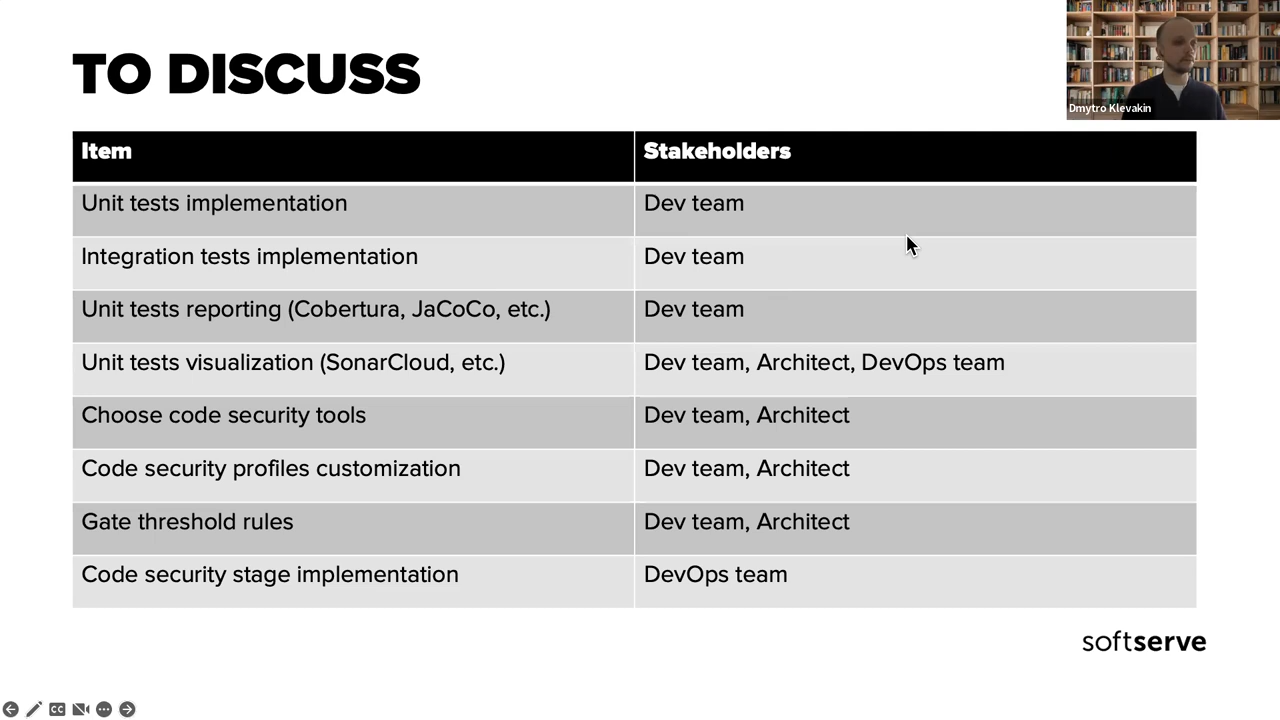 TO DISCUSS
Dmytro Klevakin
Item Stakeholders
Unit tests implementation Dev team
Integration tests implementation Dev team
Unit tests reporting (Cobertura, JaCoCo, etc.) Dev team
Unit tests visualization (SonarCloud, etc.) Dev team, Architect, DevOps team
Choose code security tools Dev team, Architect
Code security profiles customization Dev team, Architect
Gate threshold rules Dev team, Architect
Code security stage implementation DevOps team
softserve
CC